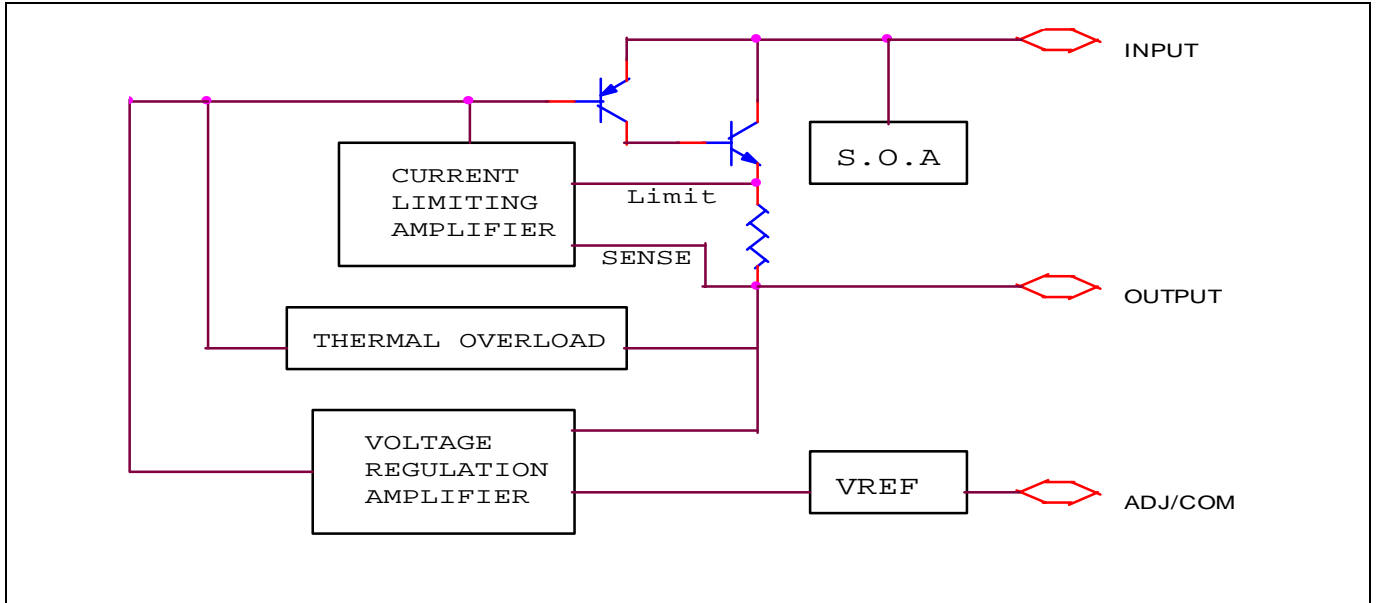 INPUT
S.O.A
CURRENT
LIMITING
AMPLIFIER
Limit
SENSE
OUTPUT
THERMAL OVERLOAD
VOLTAGE
REGULATION
AMPLIFIER
VREF
ADJ/COM